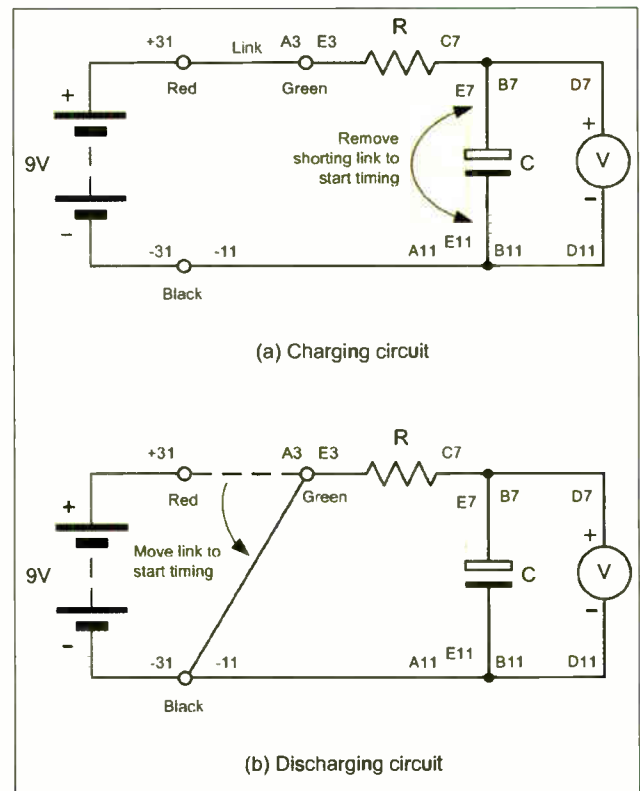 +31 Link A3 E3 R C7
Red Green E7 B7 D7
+ Remove +
shorting link to
9V start timing C V
- -
-31 -11 A11 E11 B11 D11
Black
(a) Charging circuit
+31 A3 E3 R C7
Red Green E7 B7 D7
+ Move link to +
9V start timing C V
- -
-31 -11 A11 E11 B11 D11
Black
(b) Discharging circuit